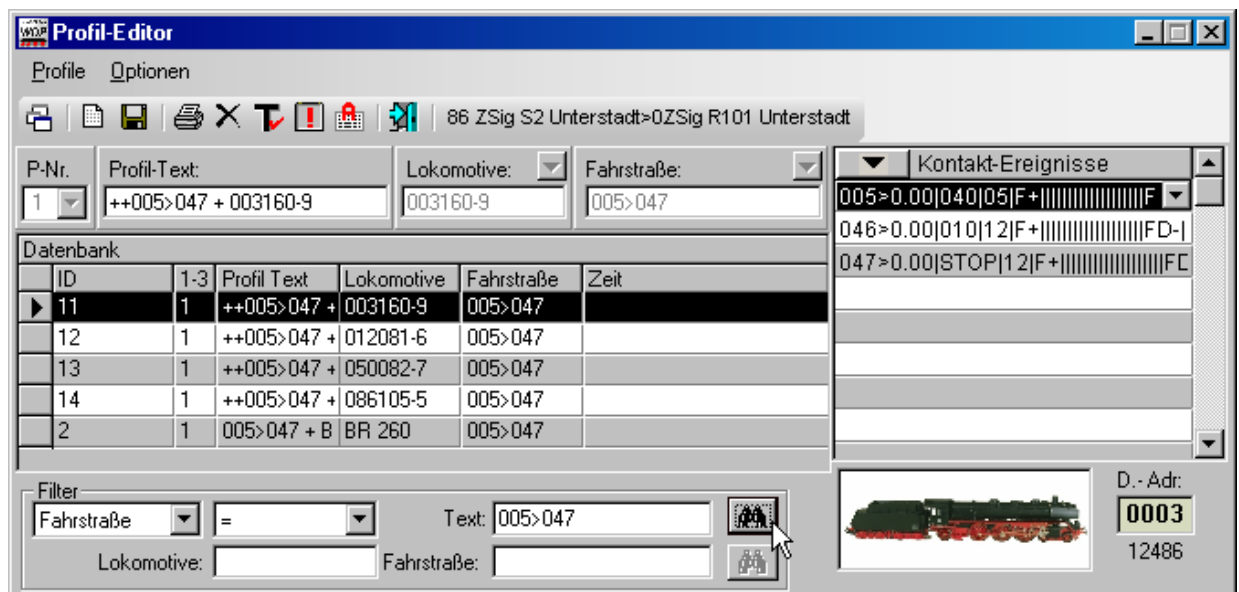 Profil-Editor
Profile Optionen
86 ZSig S2 Unterstadt>0ZSig R101 Unterstadt
P-Nr. Profil-Text: Lokomotive: Fahrstraße:
1 ++005>047 + 003160-9 003160-9 005>047
Datenbank
ID 1-3 Profil Text Lokomotive Fahrstraße Zeit
11 1 ++005>047 + 003160-9 005>047
12 1 ++005>047 + 012081-6 005>047
13 1 ++005>047 + 050082-7 005>047
14 1 ++005>047 + 086105-5 005>047
2 1 005>047 + B BR 260 005>047
Kontakt-Ereignisse
005>0.00|040|05|F+|||||||||||||||||||F
046>0.00|010|12|F+|||||||||||||||||||FD-|
047>0.00|STOP|12|F+|||||||||||||||||||FD
Filter
Fahrstraße = Text: 005>047
Lokomotive: Fahrstraße:
D.- Adr:
0003
12486